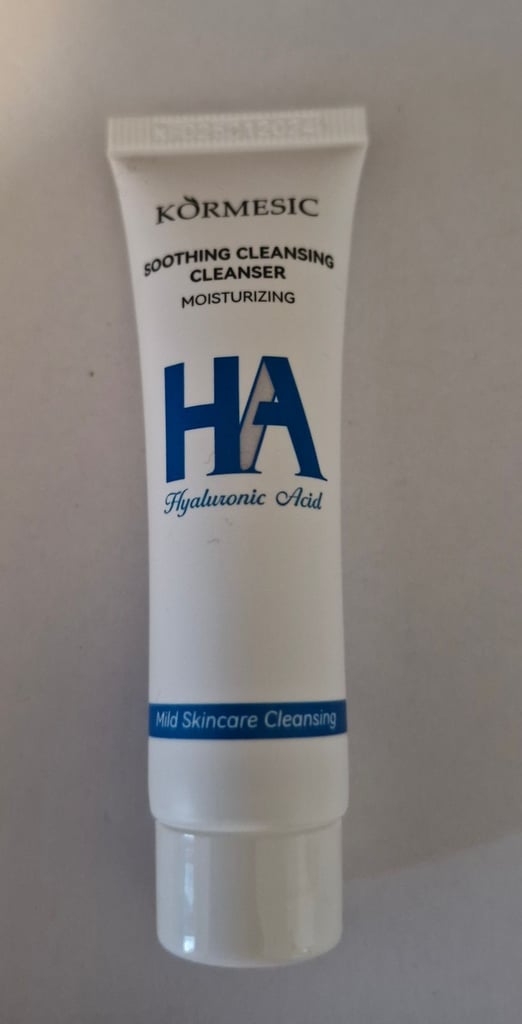 KORMESIC
SOOTHING CLEANSING
CLEANSER
MOISTURIZING
HA
Hyaluronic Acid
Mild Skincare Cleansing